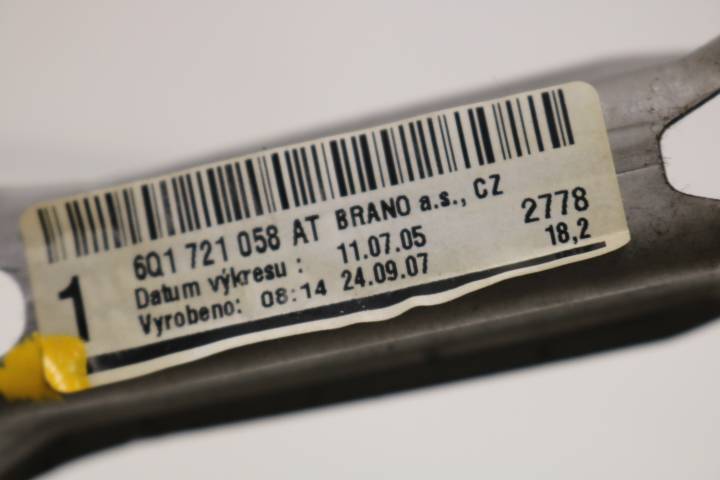 6Q1 721 058 AT BRANO a.s., CZ
Datum výkresu : 11.07.05 2778
Vyrobeno: 08:14 24.09.07 18,2
1